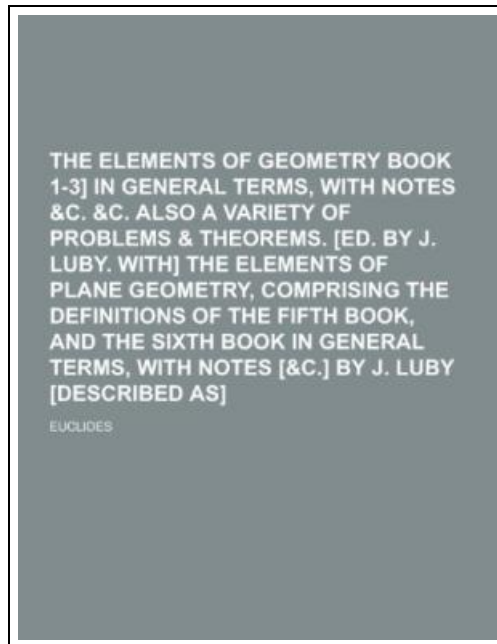 THE ELEMENTS OF GEOMETRY BOOK
1-3] IN GENERAL TERMS, WITH NOTES
&C. &C. ALSO A VARIETY OF
PROBLEMS & THEOREMS. [ED. BY J.
LUBY. WITH] THE ELEMENTS OF
PLANE GEOMETRY, COMPRISING THE
DEFINITIONS OF THE FIFTH BOOK,
AND THE SIXTH BOOK IN GENERAL
TERMS, WITH NOTES [&C.] BY J. LUBY
[DESCRIBED AS]
EUCLIDES